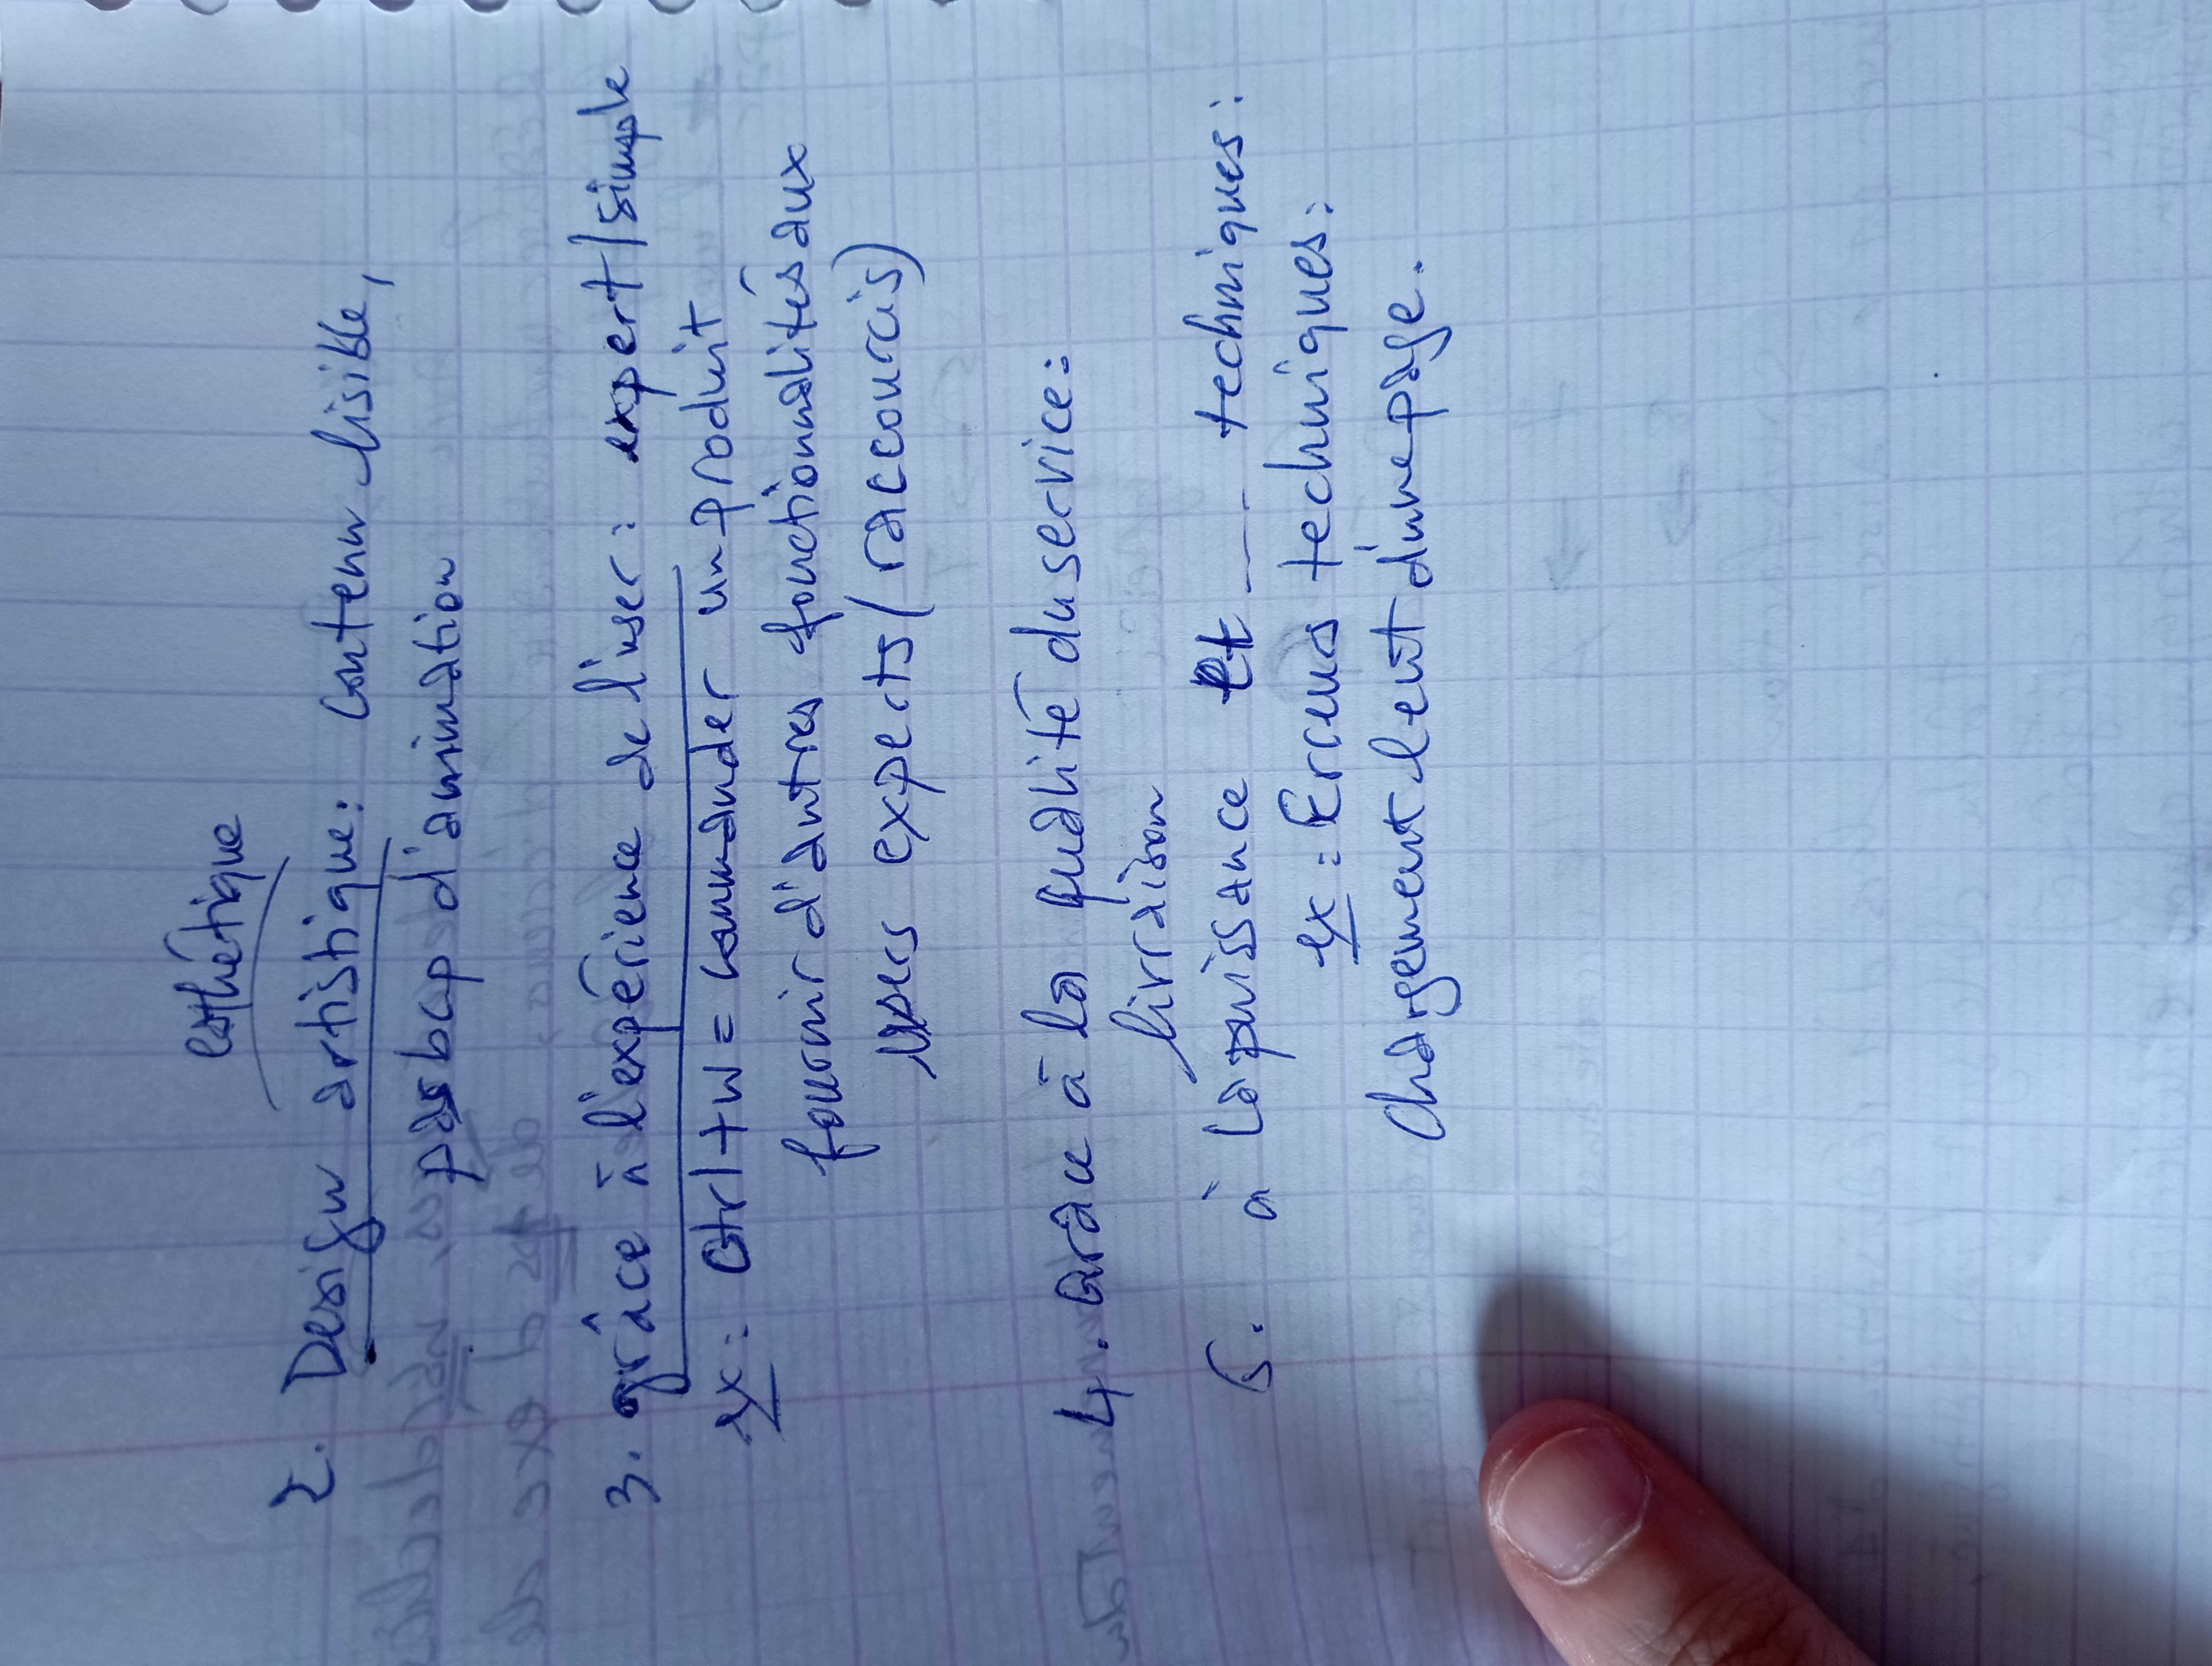 esthétique
2. Design artistique: contenu lisible,
pas bcp d'animation
3. grâce à l'expérience de l'user: expert/simple
ex: Ctrl+W = commander un produit
fournir d'autres fonctionnalités aux
users experts (raccourcis)
4. Grâce à la qualité du service:
livraison
5. à la puissance et --- techniques:
ex: Erreurs techniques:
Chargement lent d'une page.